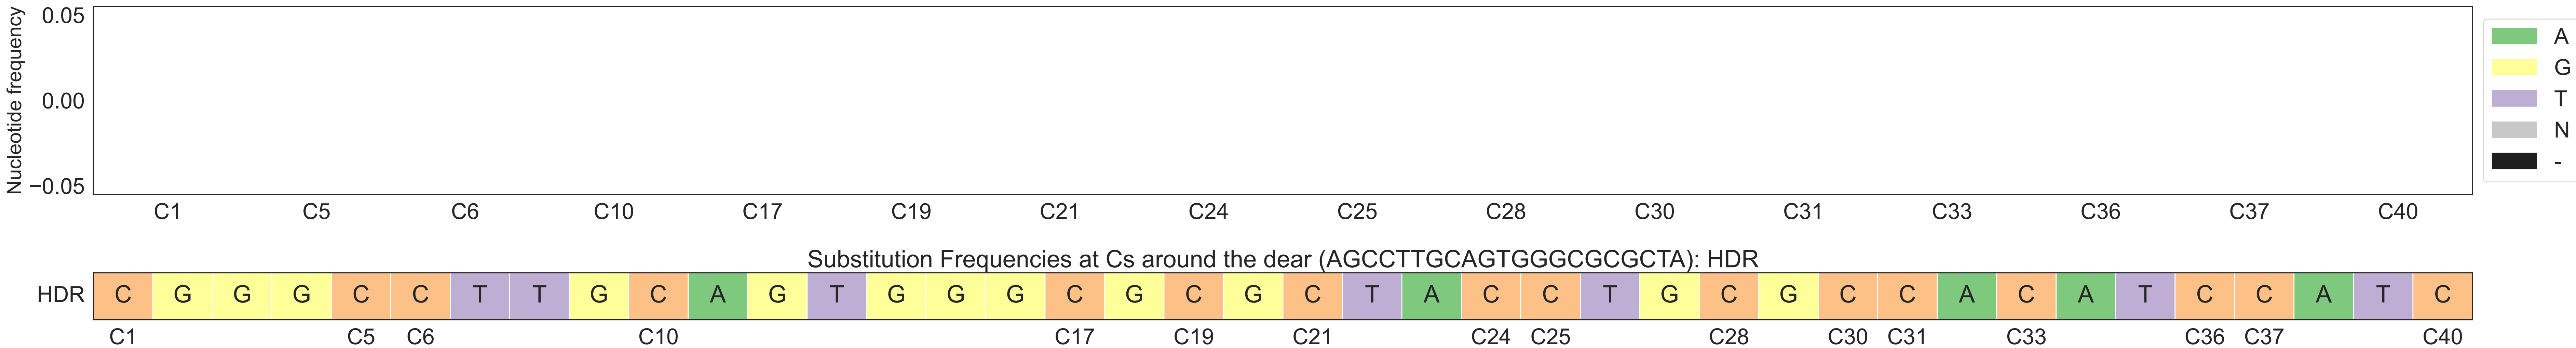 Nucleotide frequency
0.05
0.00
−0.05
C1 C5 C6 C10 C17 C19 C21 C24 C25 C28 C30 C31 C33 C36 C37 C40
A
G
T
N
-
Substitution Frequencies at Cs around the dear (AGCCTTGCAGTGGGCGCGCTA): HDR
HDR C G G G C C T T G C A G T G G G C G C G C T A C C T G C G C C A C A T C C A T C
C1 C5 C6 C10 C17 C19 C21 C24 C25 C28 C30 C31 C33 C36 C37 C40